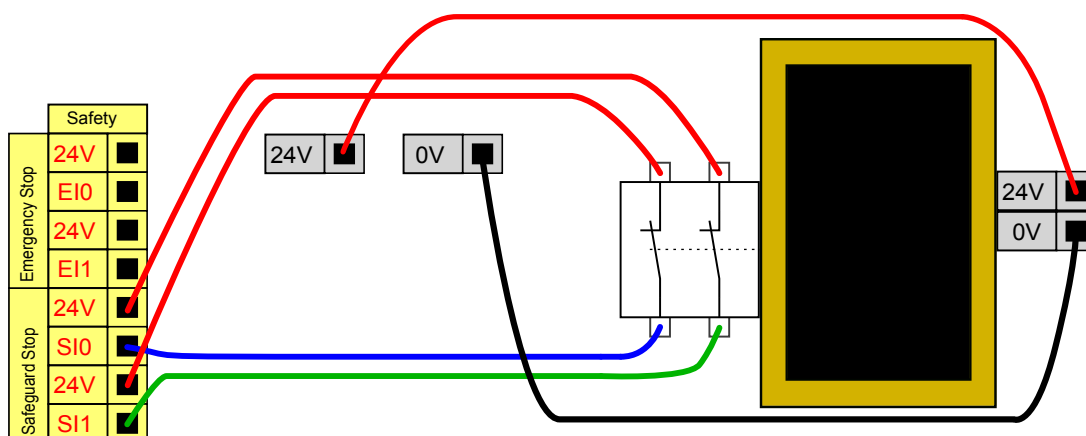 Safety
Emergency Stop
24V
EI0
24V
EI1
Safeguard Stop
24V
SI0
24V
SI1
24V
0V
24V
0V